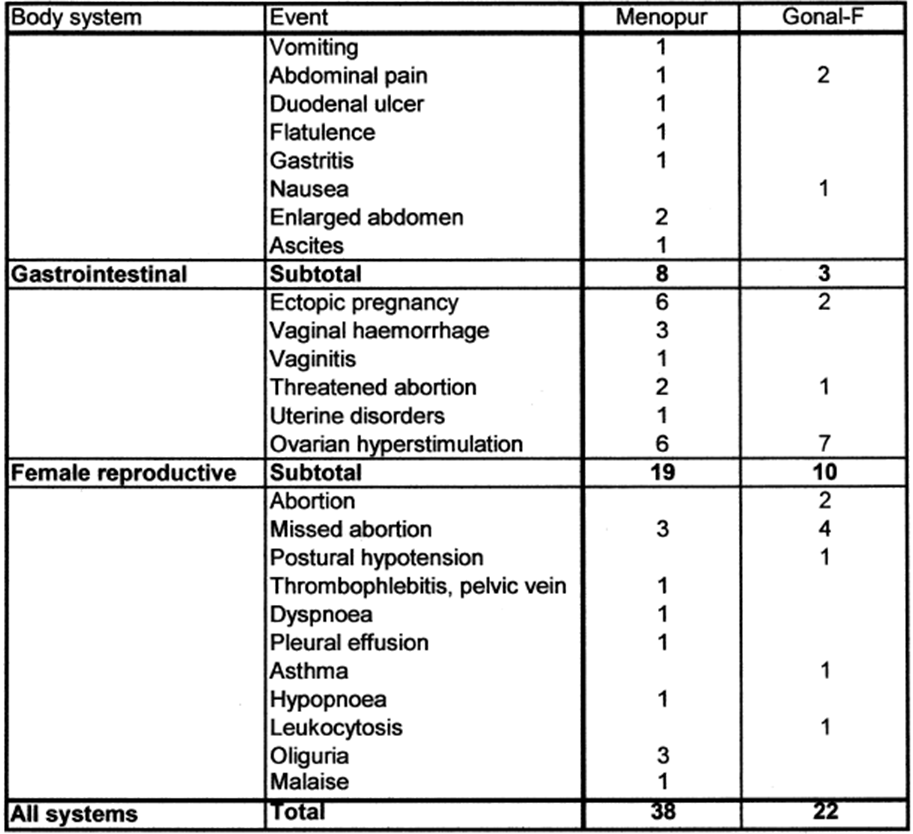 Body system Event Menopur Gonal-F
Vomiting 1
Abdominal pain 1 2
Duodenal ulcer 1
Flatulence 1
Gastritis 1
Nausea 1
Enlarged abdomen 2
Ascites 1
Gastrointestinal Subtotal 8 3
Ectopic pregnancy 6 2
Vaginal haemorrhage 3
Vaginitis 1
Threatened abortion 2 1
Uterine disorders 1
Ovarian hyperstimulation 6 7
Female reproductive Subtotal 19 10
Abortion 2
Missed abortion 3 4
Postural hypotension 1
Thrombophlebitis, pelvic vein 1
Dyspnoea 1
Pleural effusion 1
Asthma 1
Hypopnoea 1
Leukocytosis 1
Oliguria 3
Malaise 1
All systems Total 38 22